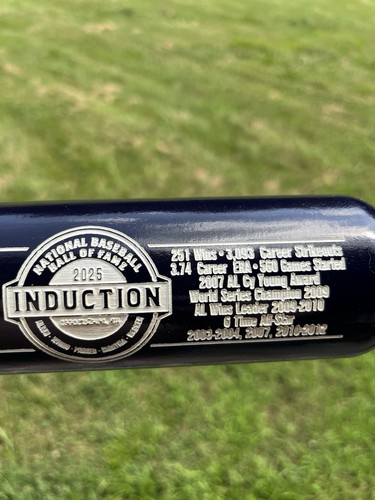 NATIONAL BASEBALL
HALL OF FAME
2025
INDUCTION
251 Wins • 3,093 Career Strikeouts
3.74 Career ERA • 560 Games Started
2007 AL Cy Young Award
World Series Champion 2009
AL Wins Leader 2009-2010
6 Time All-Star
2003-2004, 2007, 2010-2012